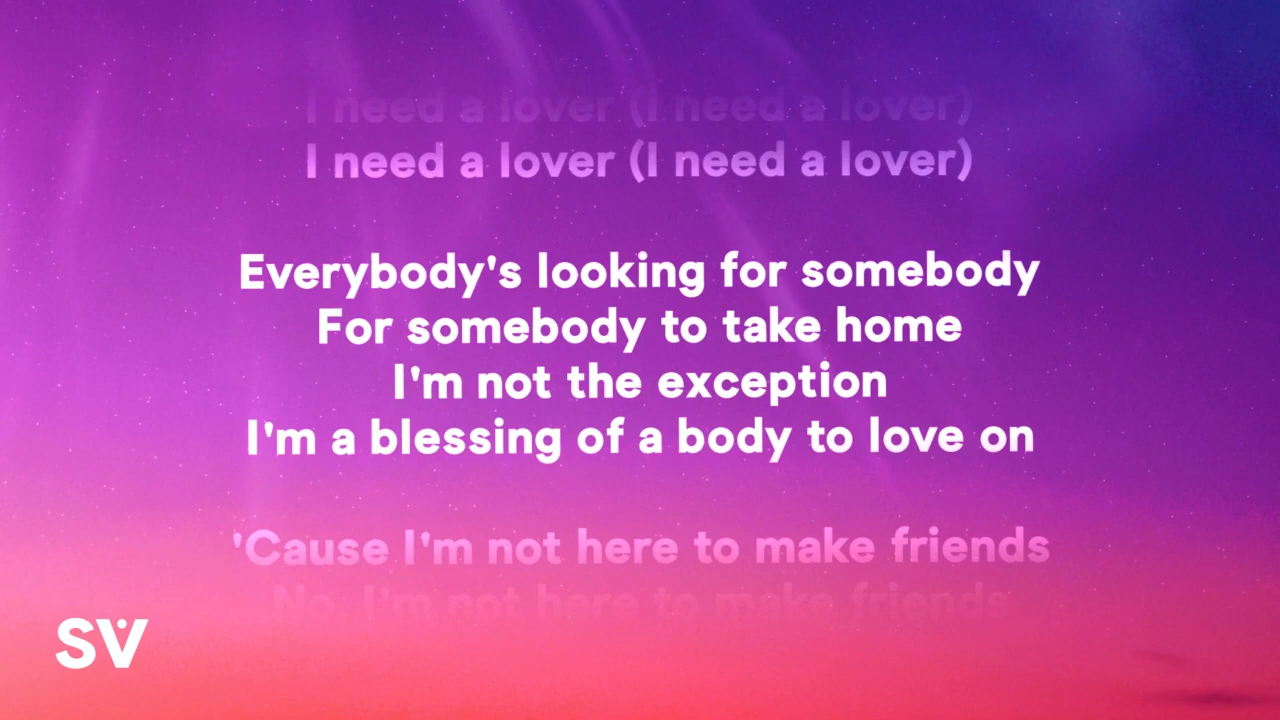 I need a lover (I need a lover)
I need a lover (I need a lover)
Everybody's looking for somebody
For somebody to take home
I'm not the exception
I'm a blessing of a body to love on
'Cause I'm not here to make friends
No, I'm not here to make friends
SV